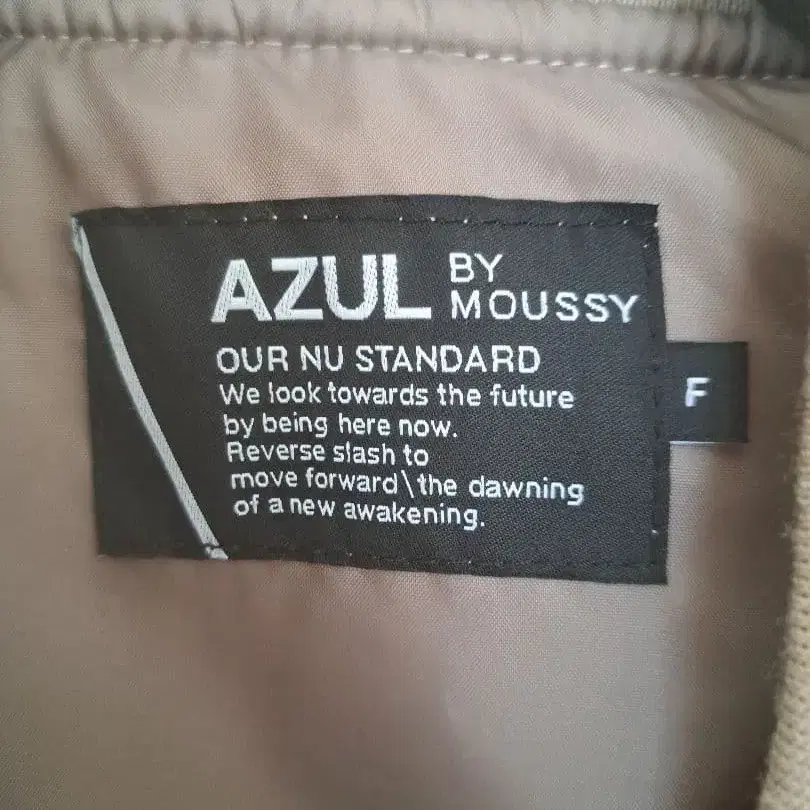 AZUL BY MOUSSY
OUR NU STANDARD
We look towards the future
by being here now.
Reverse slash to
move forward\the dawning
of a new awakening.
F